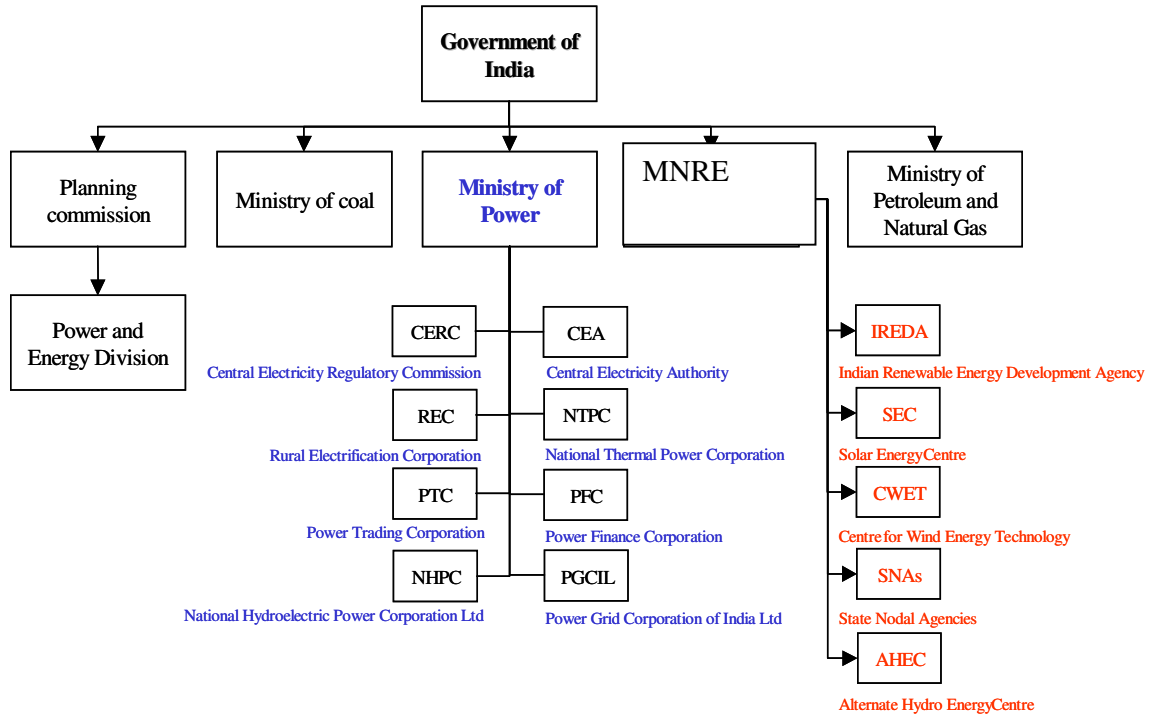 Government of
India
Planning
commission
Ministry of coal
Ministry of
Power
MNRE
Ministry of
Petroleum and
Natural Gas
Power and
Energy Division
CERC
CEA
IREDA
Central Electricity Regulatory Commission
Central Electricity Authority
Indian Renewable Energy Development Agency
REC
NTPC
SEC
Rural Electrification Corporation
National Thermal Power Corporation
Solar EnergyCentre
PTC
PFC
CWET
Power Trading Corporation
Power Finance Corporation
Centre for Wind Energy Technology
NHPC
PGCIL
SNAs
National Hydroelectric Power Corporation Ltd
Power Grid Corporation of India Ltd
State Nodal Agencies
AHEC
Alternate Hydro EnergyCentre